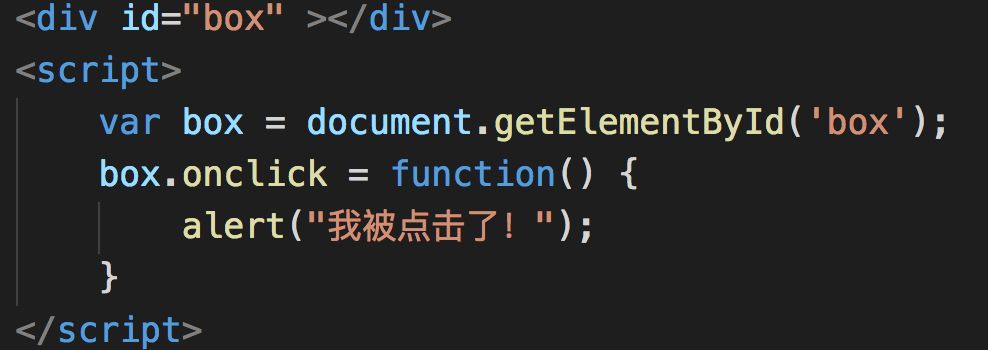 <div id="box" ></div>
<script>
    var box = document.getElementById('box');
    box.onclick = function() {
        alert("我被点击了！");
    }
</script>